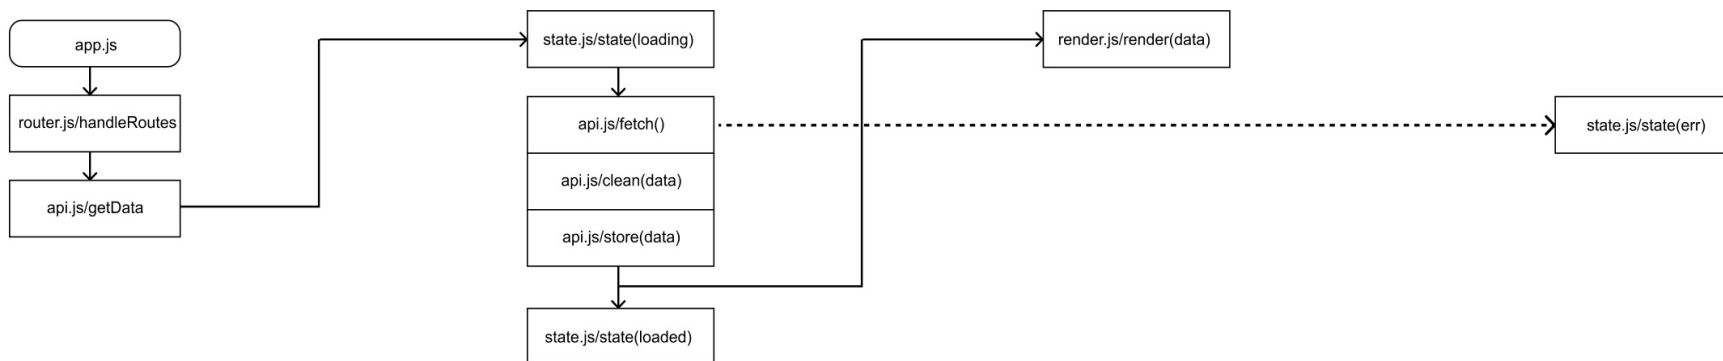 app.js
router.js/handleRoutes
api.js/getData
state.js/state(loading)
api.js/fetch()
api.js/clean(data)
api.js/store(data)
state.js/state(loaded)
render.js/render(data)
state.js/state(err)